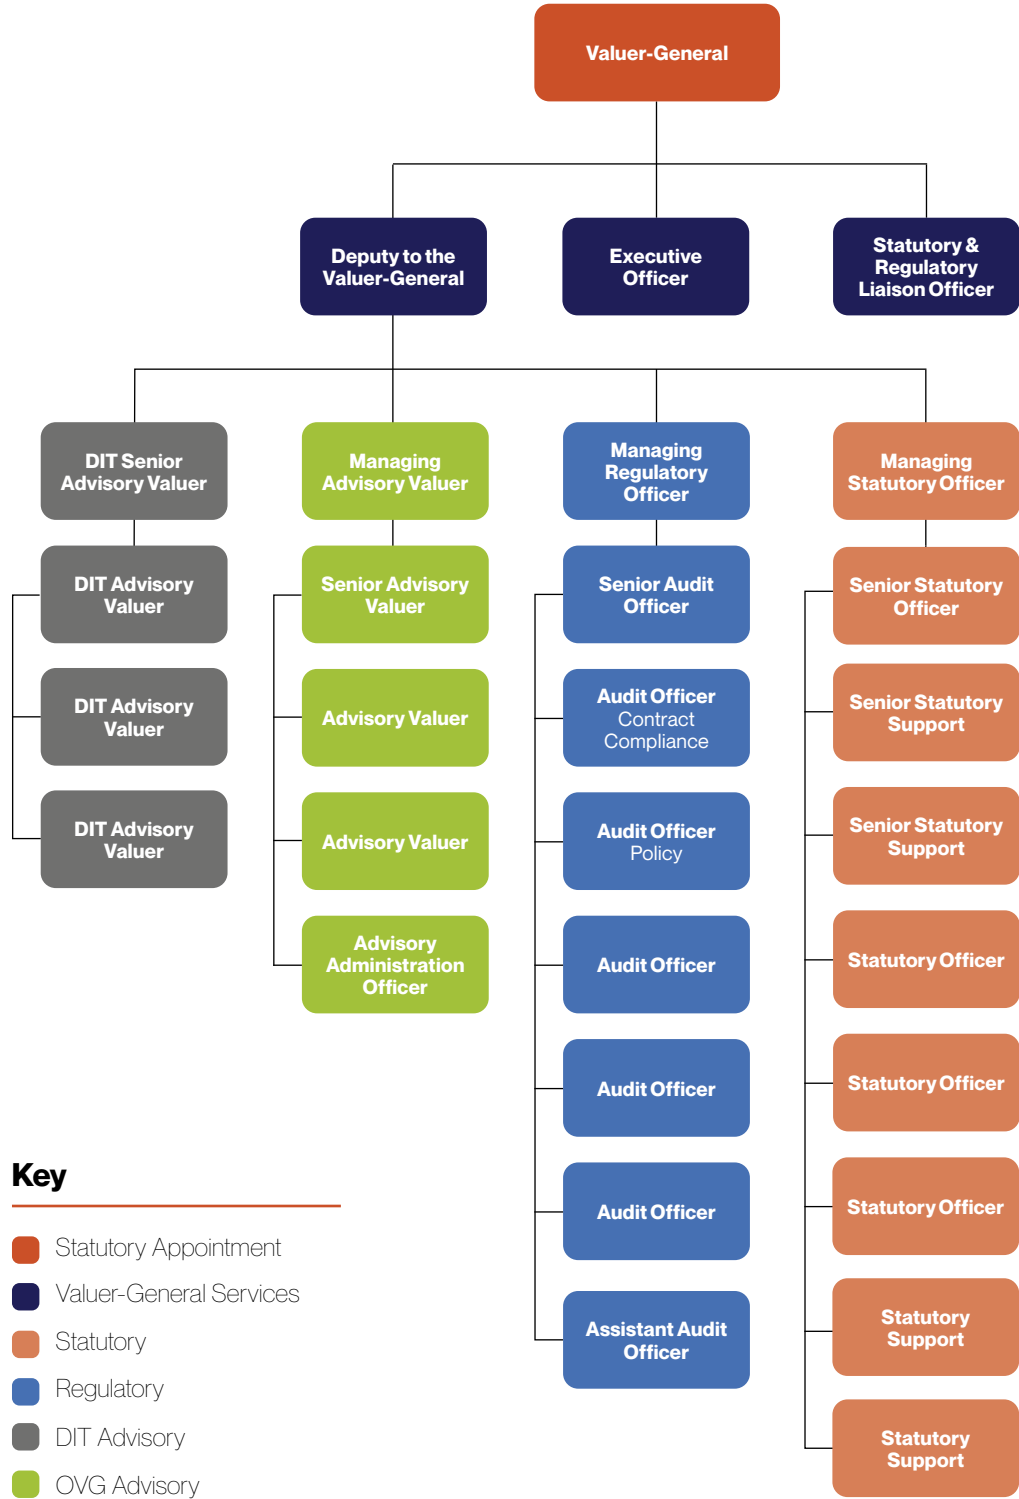 Valuer-General
Deputy to the
Valuer-General
Executive
Officer
Statutory &
Regulatory
Liaison Officer
DIT Senior
Advisory Valuer
DIT Advisory
Valuer
DIT Advisory
Valuer
DIT Advisory
Valuer
Managing
Advisory Valuer
Senior Advisory
Valuer
Advisory Valuer
Advisory Valuer
Advisory
Administration
Officer
Managing
Regulatory
Officer
Senior Audit
Officer
Audit Officer
Contract
Compliance
Audit Officer
Policy
Audit Officer
Audit Officer
Audit Officer
Assistant Audit
Officer
Managing
Statutory Officer
Senior Statutory
Officer
Senior Statutory
Support
Senior Statutory
Support
Statutory Officer
Statutory Officer
Statutory Officer
Statutory
Support
Statutory
Support
Key
Statutory Appointment
Valuer-General Services
Statutory
Regulatory
DIT Advisory
OVG Advisory